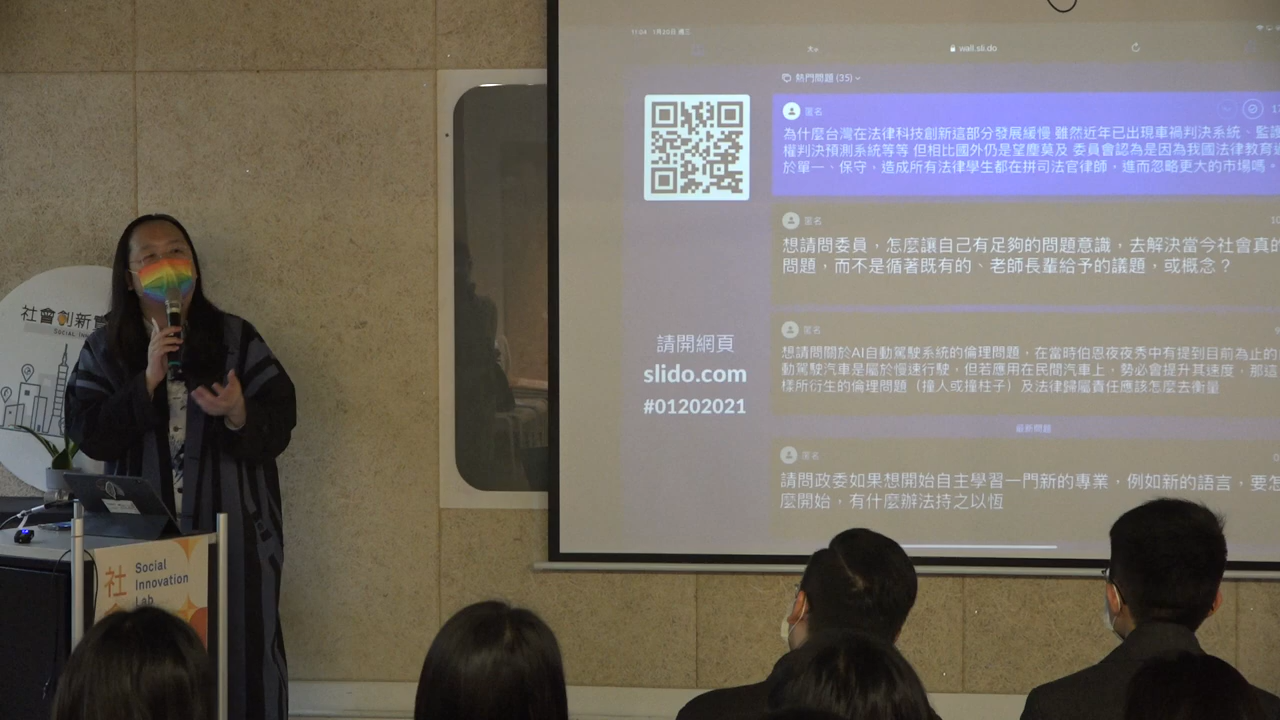 11:04 1月20日 週三
wall.sli.do
熱門問題 (35)
匿名
為什麼台灣在法律科技創新這部分發展緩慢 雖然近年已出現車禍判決系統、監護
權判決預測系統等等 但相比國外仍是望塵莫及 委員會認為是因為我國法律教育過
於單一、保守、造成所有法律學生都在拼司法官律師,進而忽略更大的市場嗎。
匿名
想請問委員,怎麼讓自己有足夠的問題意識,去解決當今社會真的
問題,而不是循著既有的、老師長輩給予的議題,或概念?
匿名
想請問關於AI自動駕駛系統的倫理問題,在當時伯恩夜夜秀中有提到目前為止的
動駕駛汽車是屬於慢速行駛,但若應用在民間汽車上,勢必會提升其速度,那這
樣所衍生的倫理問題(撞人或撞柱子)及法律歸屬責任應該怎麼去衡量
最新問題
匿名
請問政委如果想開始自主學習一門新的專業,例如新的語言,要怎
麼開始,有什麼辦法持之以恆
請開網頁
slido.com
#01202021
社會創新實
SOCIAL
社
Social
Innovation
Lab